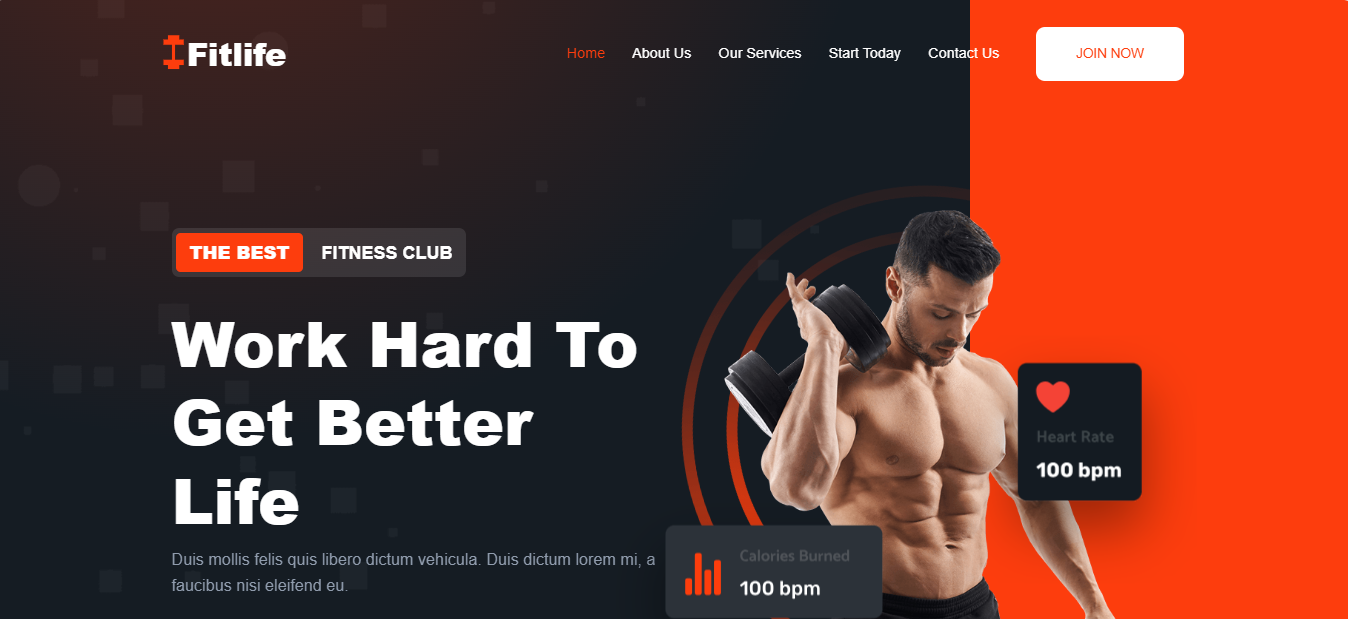 Fitlife
Home About Us Our Services Start Today Contact Us JOIN NOW
THE BEST FITNESS CLUB
Work Hard To
Get Better
Life
Duis mollis felis quis libero dictum vehicula. Duis dictum lorem mi, a
faucibus nisi eleifend eu.
Heart Rate
100 bpm
Calories Burned
100 bpm